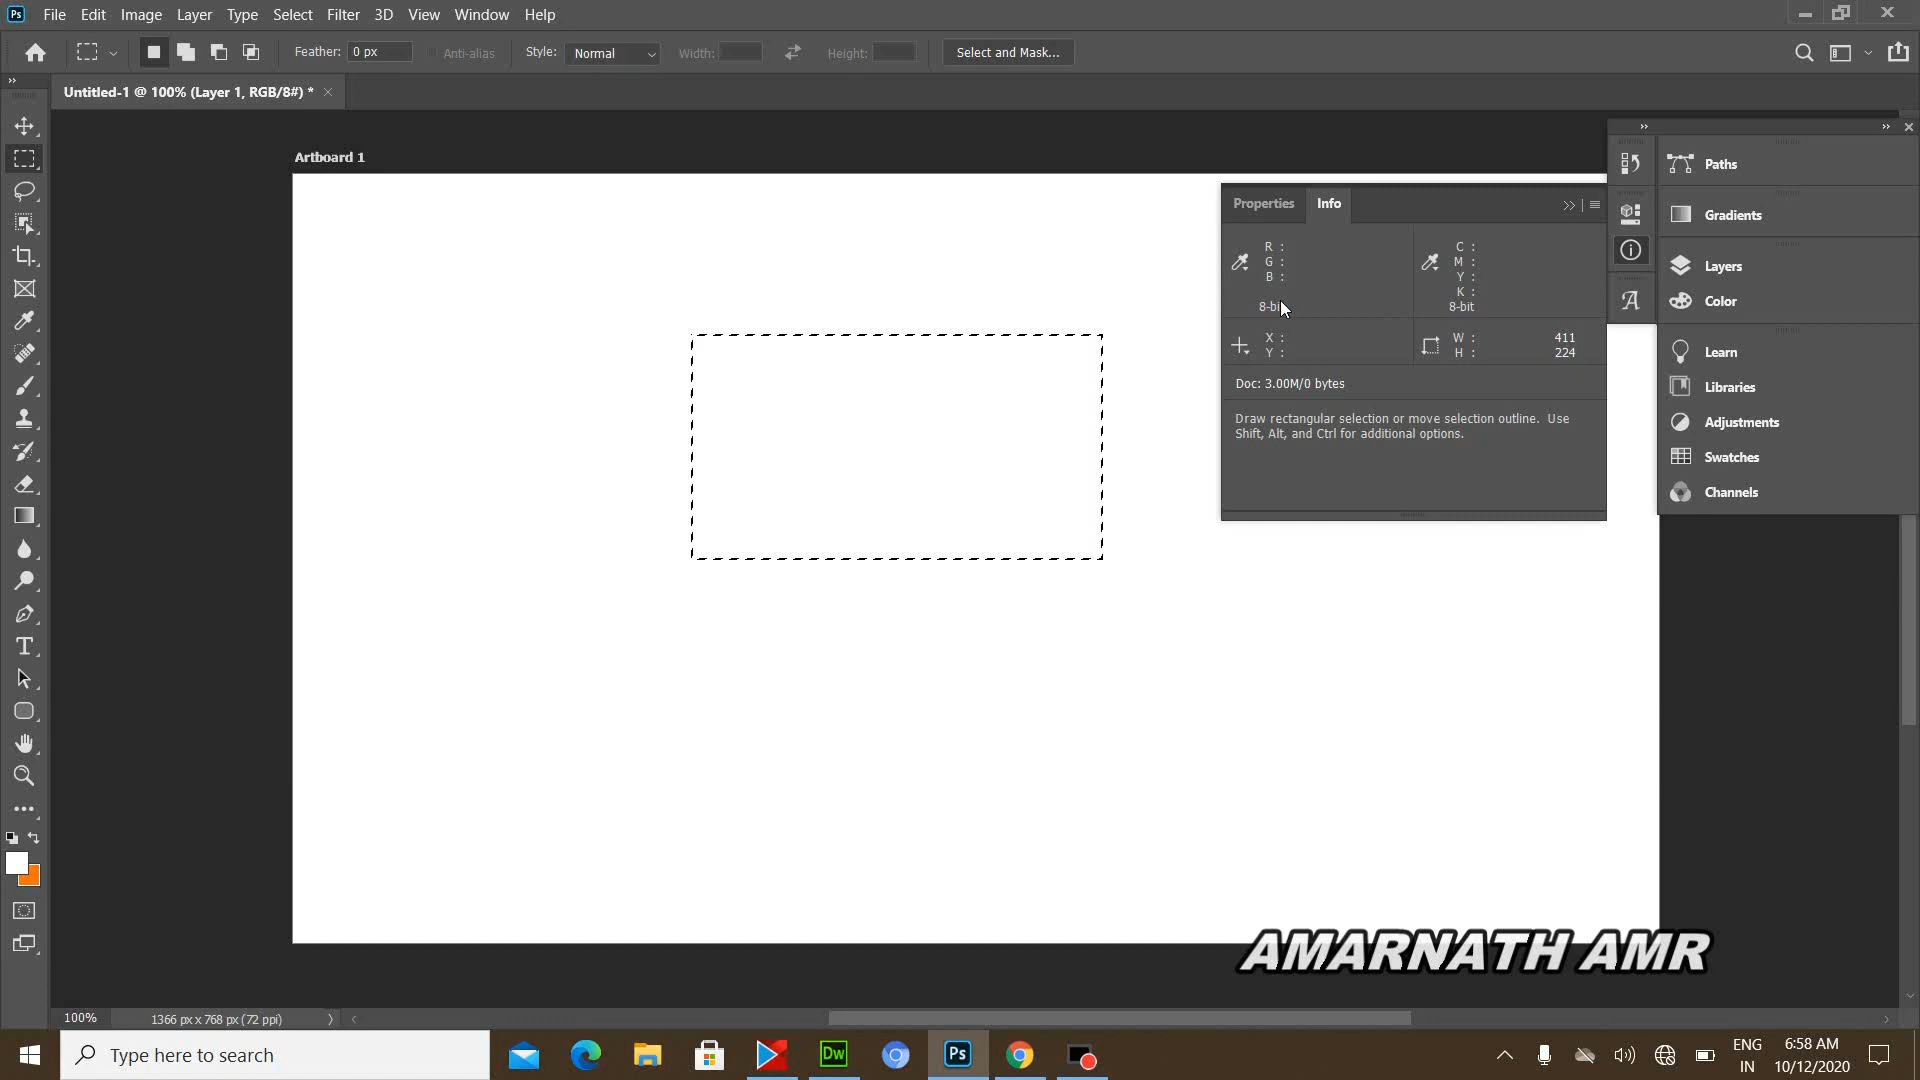 Ps File Edit Image Layer Type Select Filter 3D View Window Help
Feather: 0 px Anti-alias Style: Normal Width: Height: Select and Mask...
Untitled-1 @ 100% (Layer 1, RGB/8#) *
Artboard 1
Properties Info
R :
G :
B :
8-bi
C :
M :
Y :
K :
8-bit
X :
Y :
W : 411
H : 224
Doc: 3.00M/0 bytes
Draw rectangular selection or move selection outline. Use
Shift, Alt, and Ctrl for additional options.
Paths
Gradients
Layers
Color
Learn
Libraries
Adjustments
Swatches
Channels
AMARNATH AMR
100% 1366 px x 768 px (72 ppi)
Type here to search
Dw
Ps
ENG
IN
6:58 AM
10/12/2020